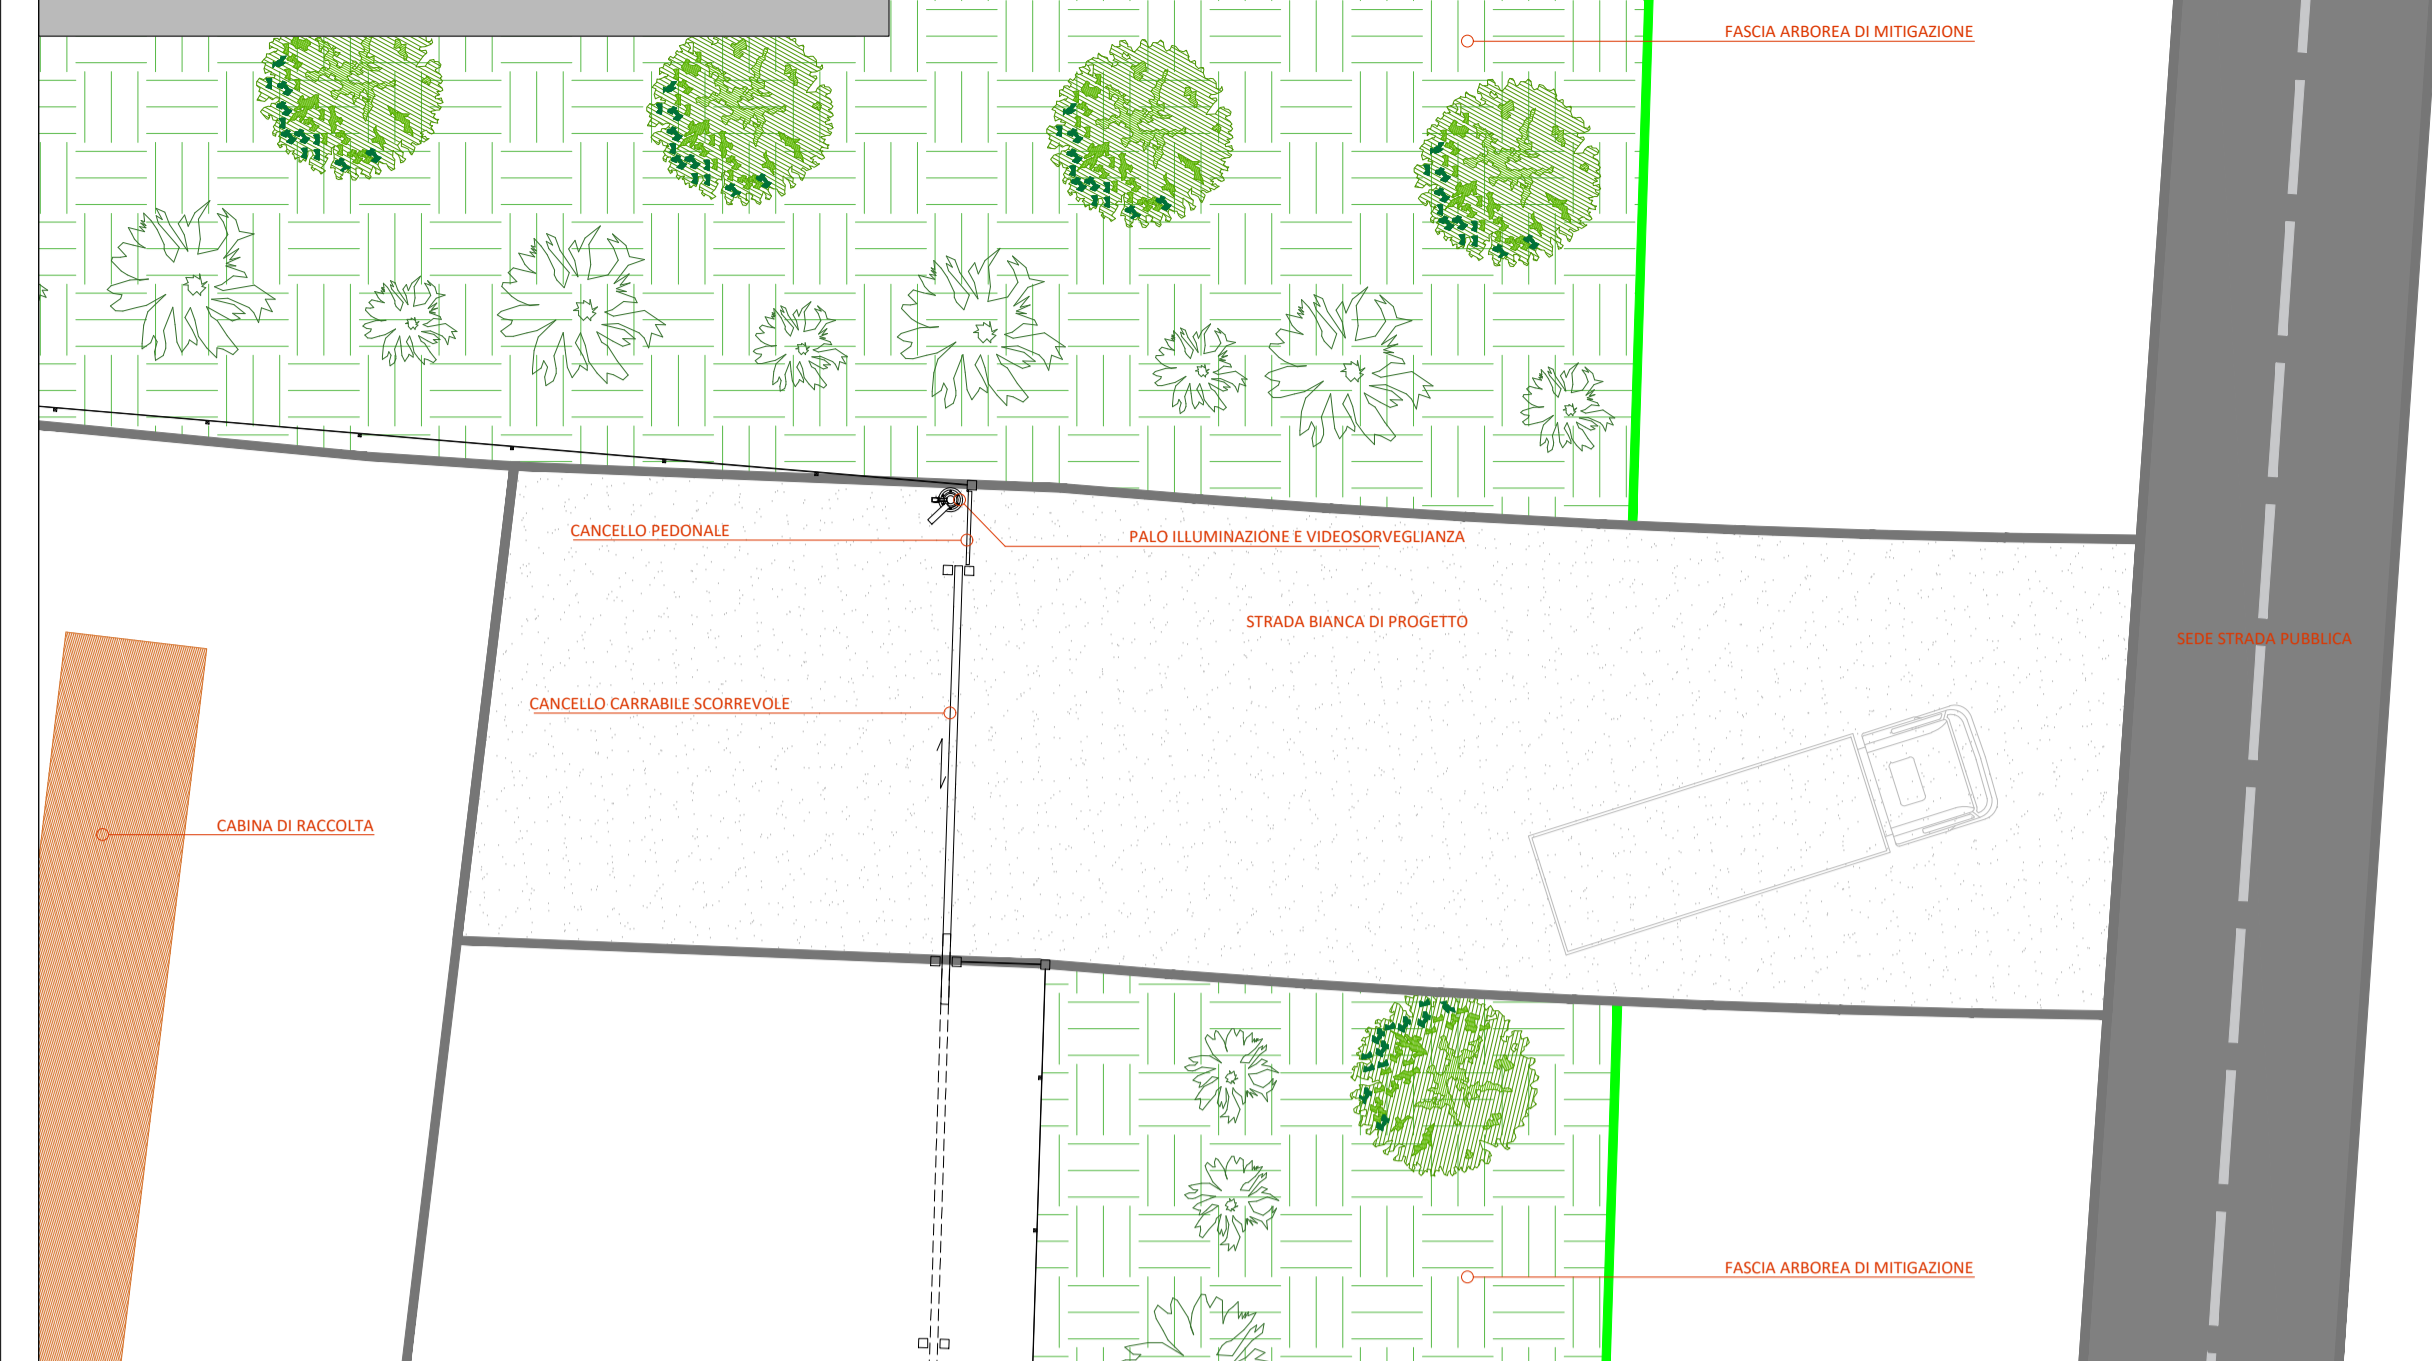 FASCIA ARBOREA DI MITIGAZIONE
CANCELLO PEDONALE
PALO ILLUMINAZIONE E VIDEOSORVEGLIANZA
STRADA BIANCA DI PROGETTO
SEDE STRADA PUBBLICA
CANCELLO CARRABILE SCORREVOLE
CABINA DI RACCOLTA
FASCIA ARBOREA DI MITIGAZIONE